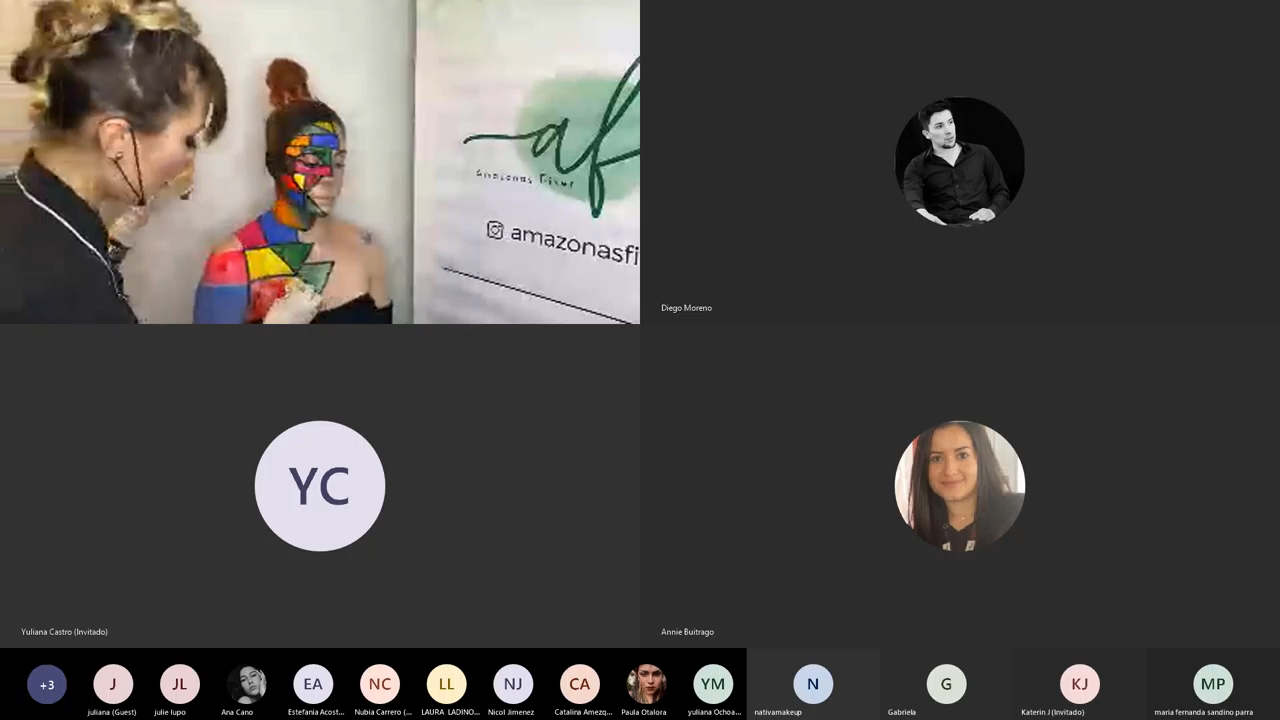 af
Amazonas Fixer
amazonasfi
Diego Moreno
YC
Yuliana Castro (Invitado)
Annie Buitrago
+3
J
JL
EA
NC
LL
NJ
CA
YM
N
G
KJ
MP
juliana (Guest)
julie lupo
Ana Cano
Estefania Acost...
Nubia Carrero (...
LAURA LADINO...
Nicol Jimenez
Catalina Amezq...
Paula Otalora
yuliana Ochoa...
nativamakeup
Gabriela
Katerin J (Invitado)
maria fernanda sandino parra